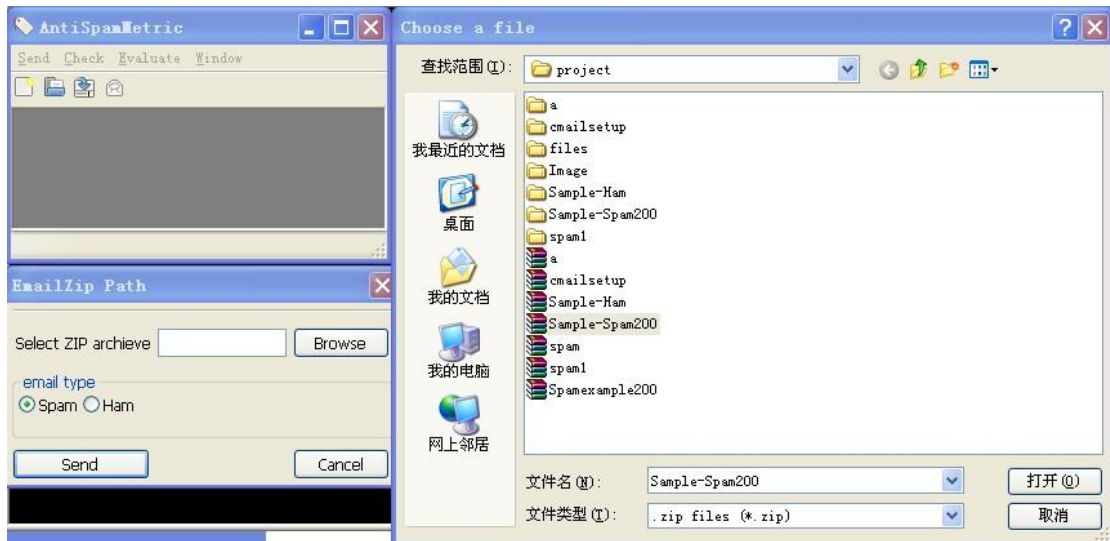 AntiSpamMetric
Send Check Evaluate Window
EmailZip Path
Select ZIP archieve
Browse
email type
Spam Ham
Send
Cancel
Choose a file
查找范围(I):
project
我最近的文档
桌面
我的文档
我的电脑
网上邻居
a
cmailsetup
files
Image
Sample-Ham
Sample-Spam200
spam1
a
cmailsetup
Sample-Ham
Sample-Spam200
spam
spam1
Spamexample200
文件名(N):
Sample-Spam200
打开(O)
文件类型(T):
.zip files (*.zip)
取消